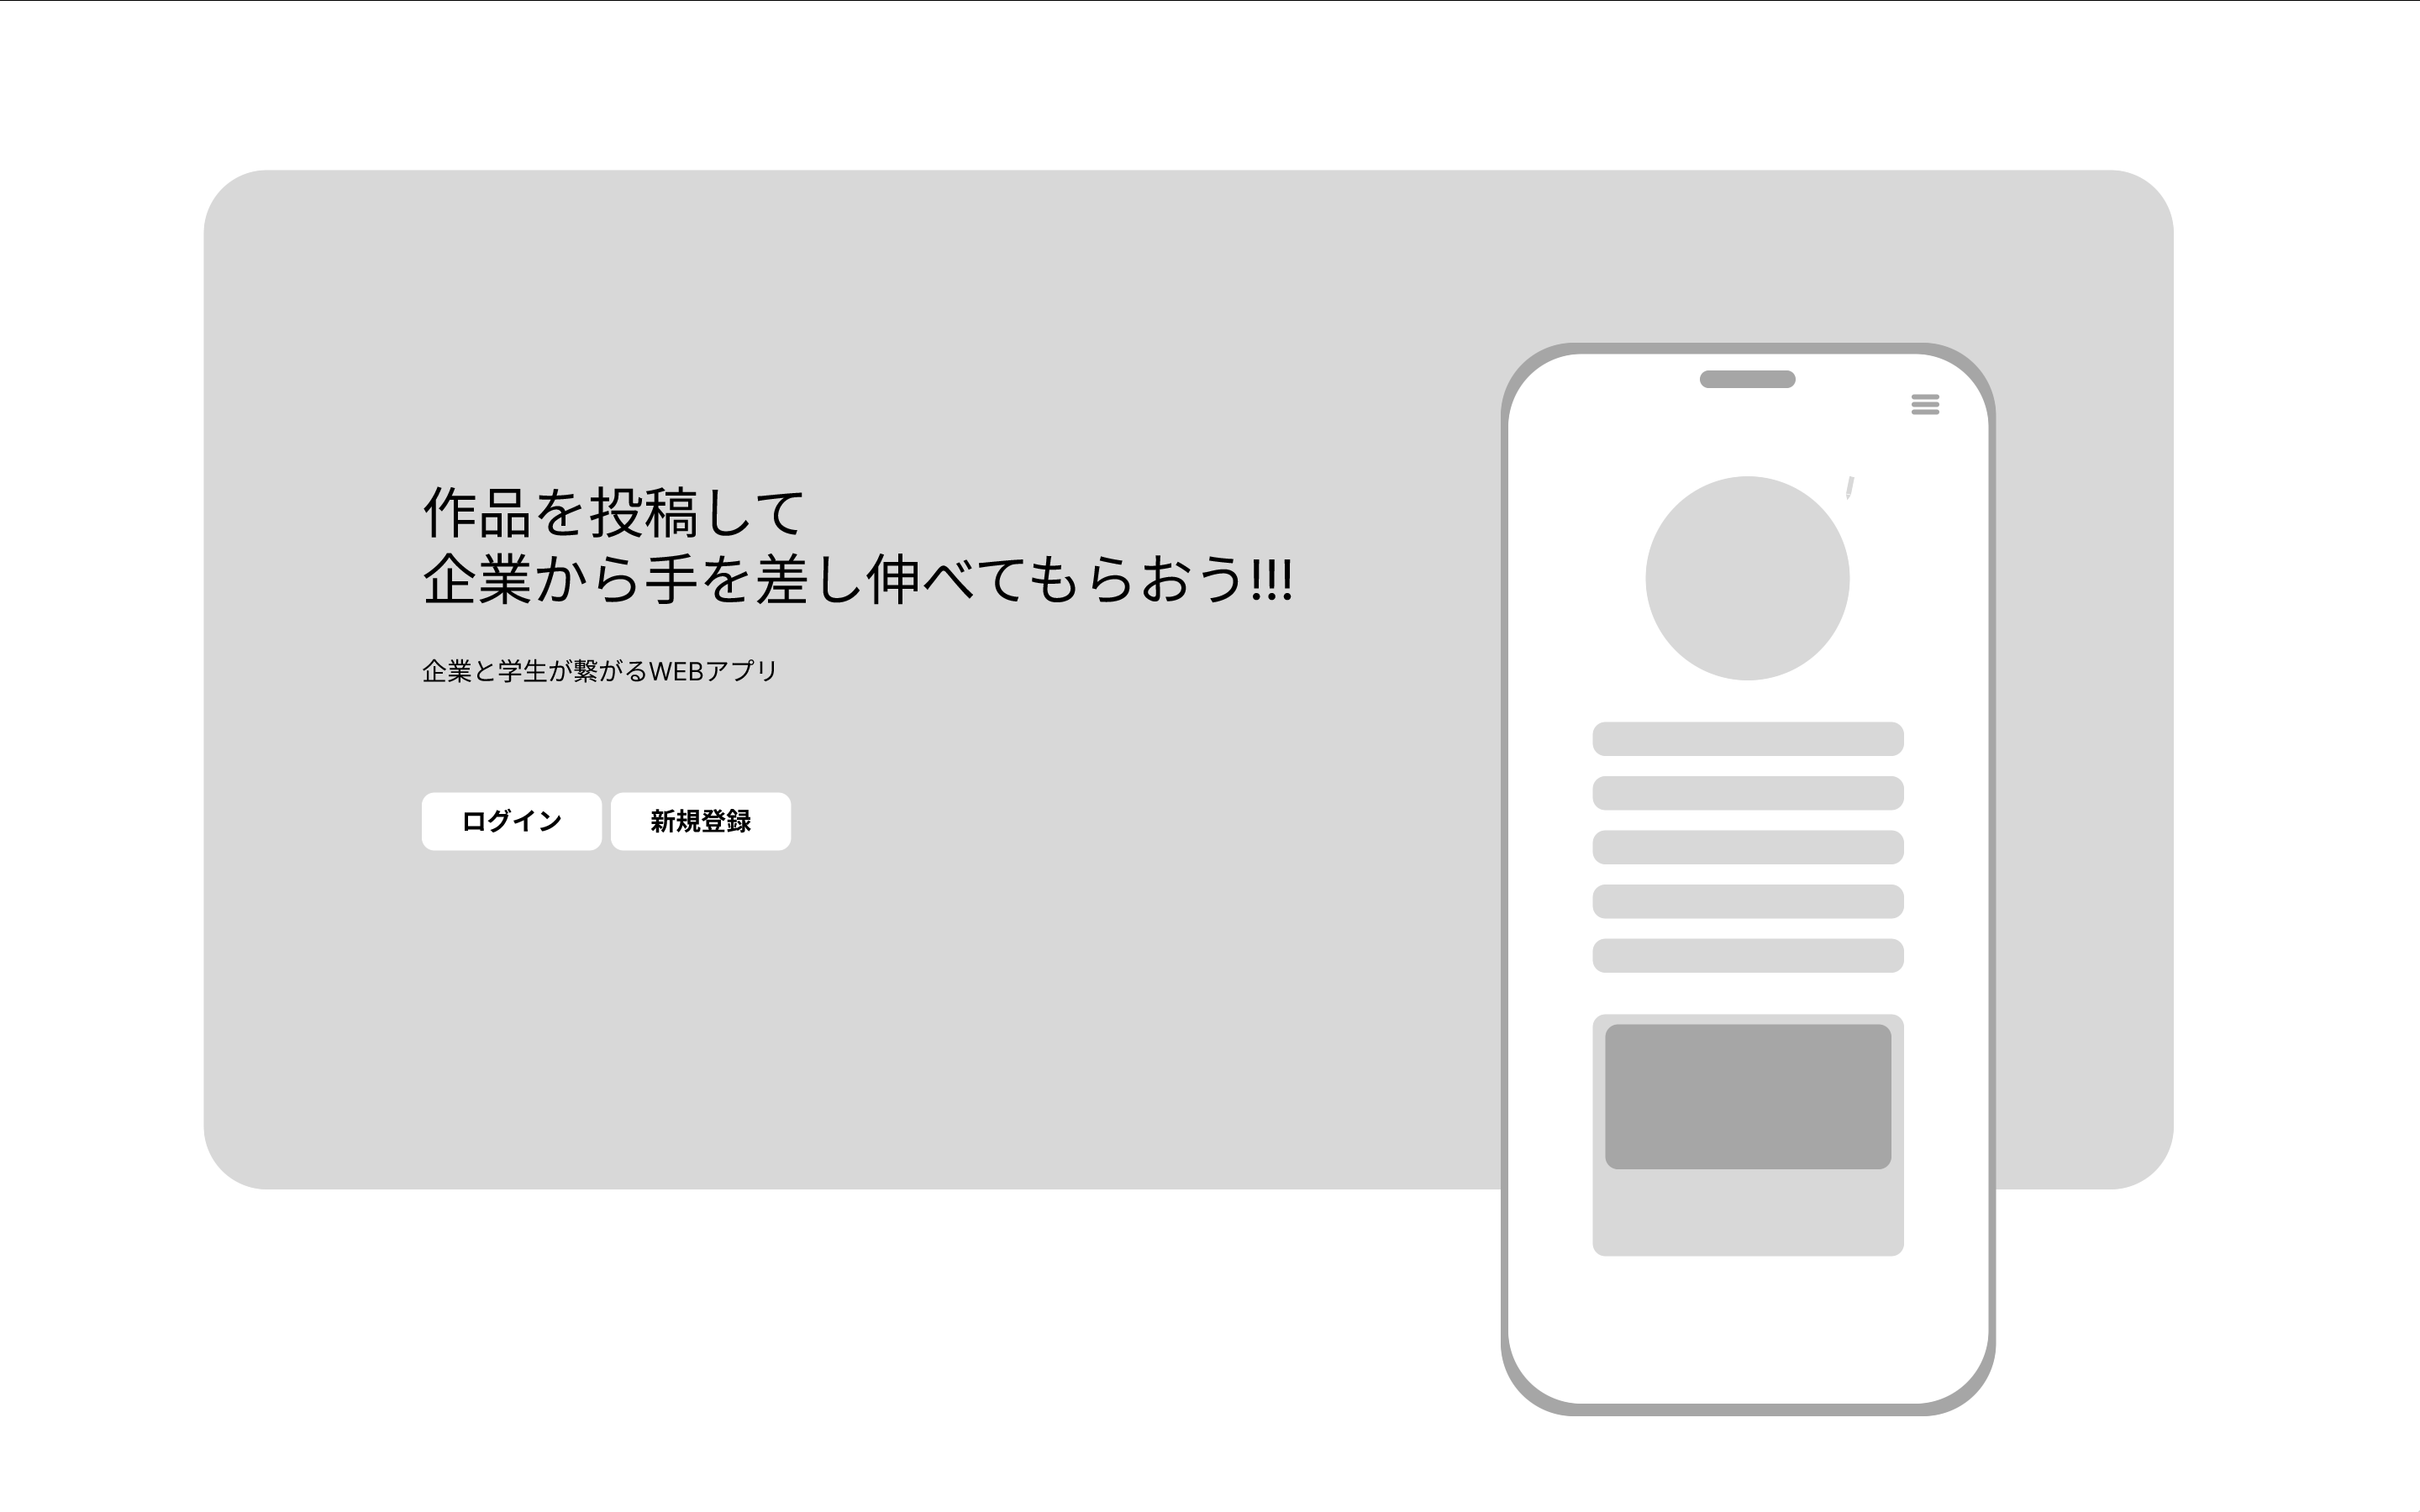 作品を投稿して
企業から手を差し伸べてもらおう!!!
企業と学生が繋がるWEBアプリ
ログイン
新規登録